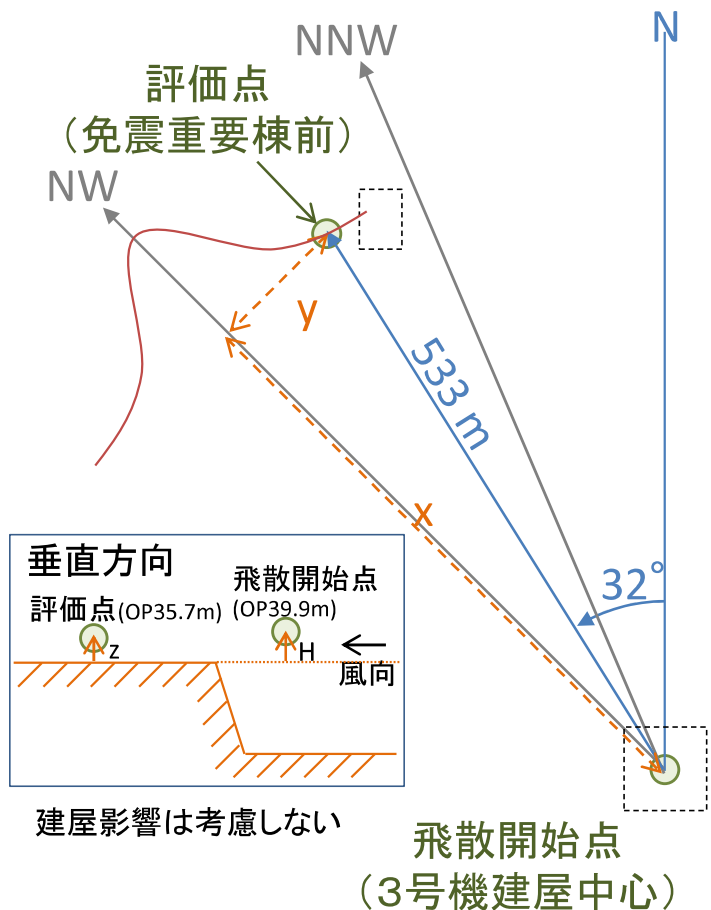 N
NNW
評価点
（免震重要棟前）
NW
y
533 m
x
32°
垂直方向
飛散開始点
(OP39.9m)
評価点(OP35.7m)
z
H
風向
建屋影響は考慮しない
飛散開始点
（３号機建屋中心）